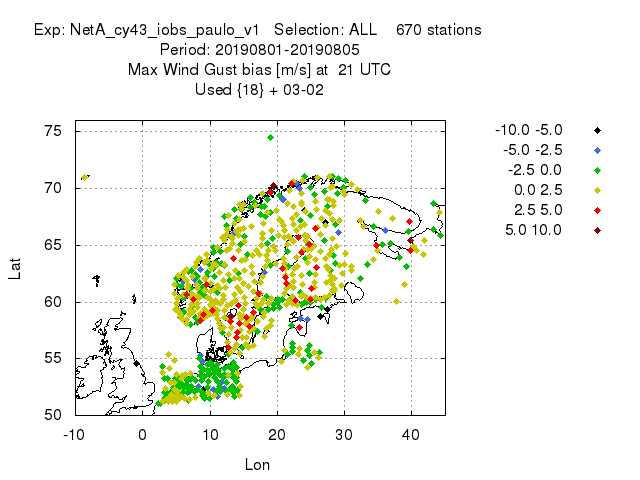 Exp: NetA_cy43_iobs_paulo_v1   Selection: ALL    670 stations
Period: 20190801-20190805
Max Wind Gust bias [m/s] at  21 UTC
Used {18} + 03-02
-10.0 -5.0
-5.0 -2.5
-2.5 0.0
0.0 2.5
2.5 5.0
5.0 10.0
75
70
65
60
55
50
Lat
-10 0 10 20 30 40
Lon